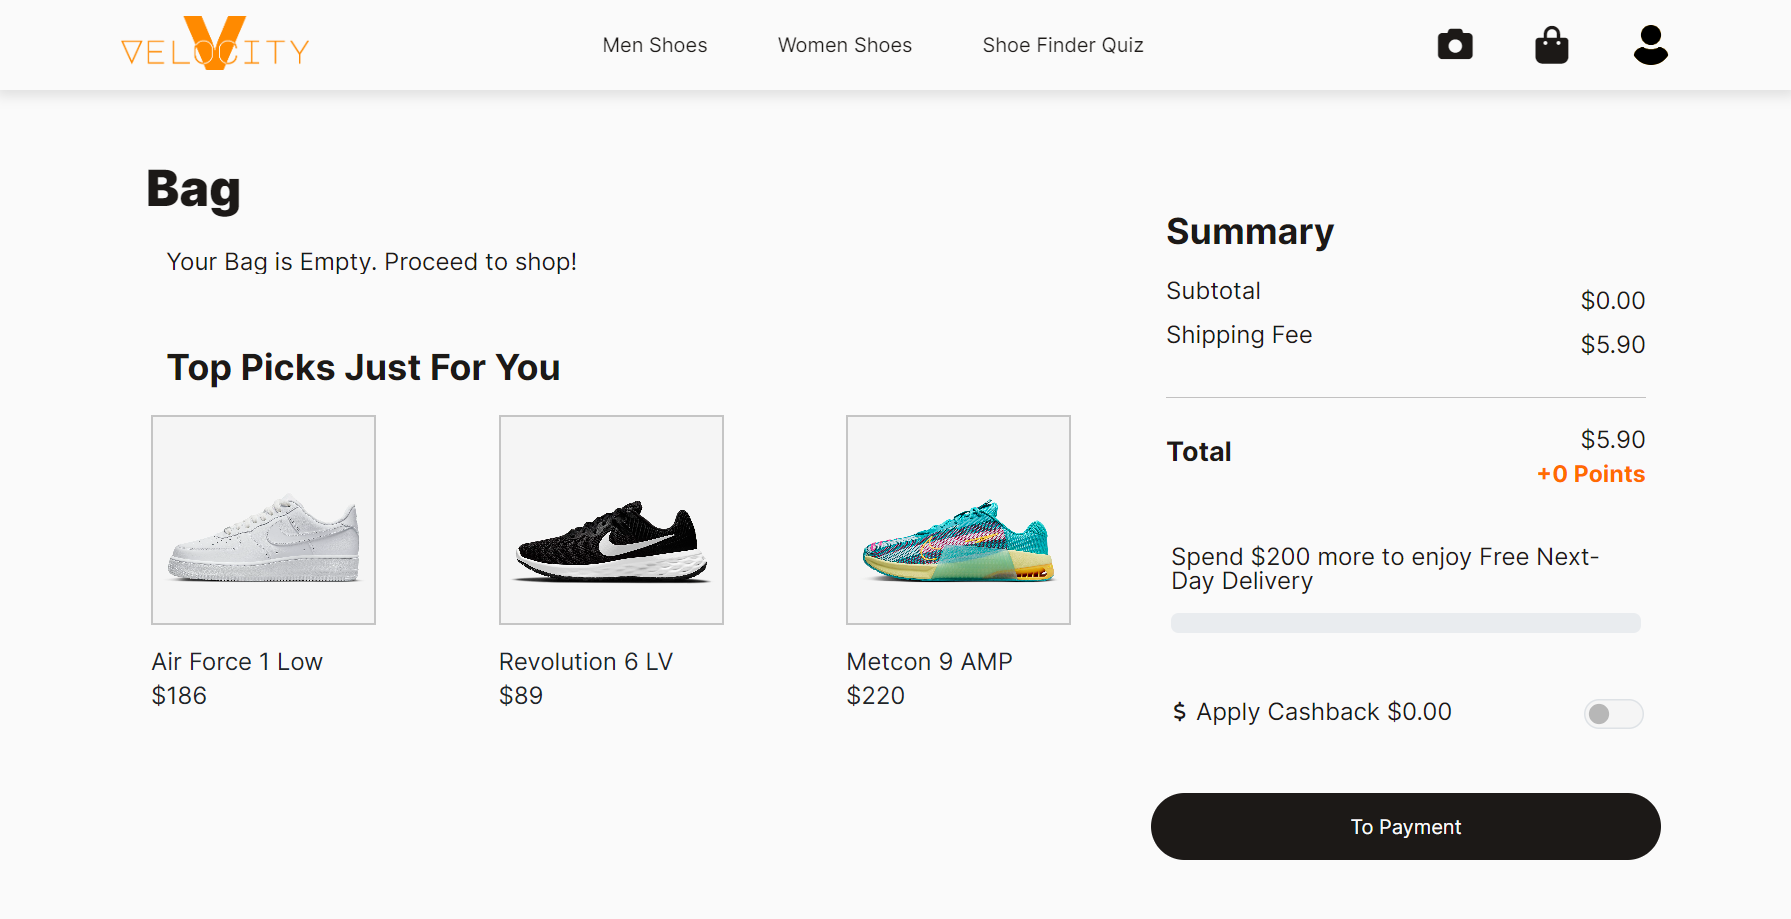 VELOCITY
Men Shoes
Women Shoes
Shoe Finder Quiz
Bag
Your Bag is Empty. Proceed to shop!
Top Picks Just For You
Air Force 1 Low
$186
Revolution 6 LV
$89
Metcon 9 AMP
$220
Summary
Subtotal
$0.00
Shipping Fee
$5.90
Total
$5.90
+0 Points
Spend $200 more to enjoy Free Next-
Day Delivery
$ Apply Cashback $0.00
To Payment